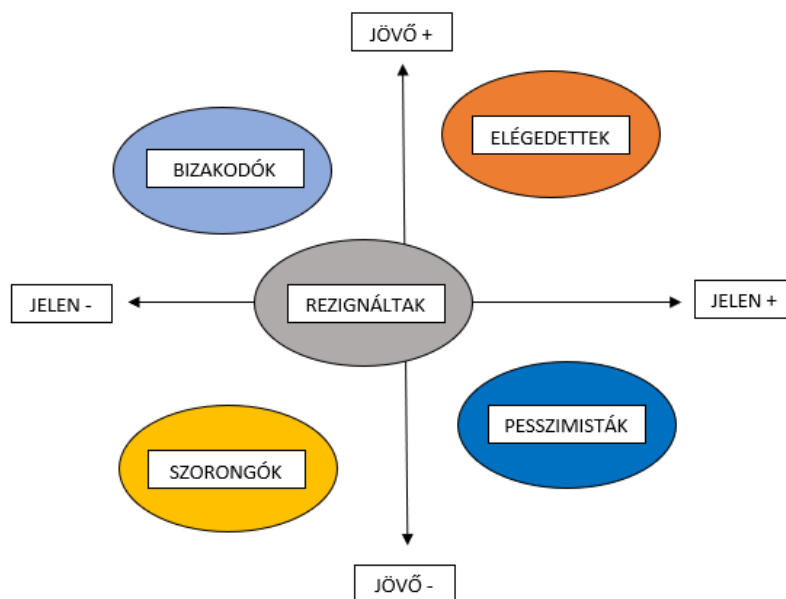 JÖVŐ +
ELÉGEDETTEK
BIZAKODÓK
JELEN -
REZIGNÁLTAK
JELEN +
PESSZIMISTÁK
SZORONGÓK
JÖVŐ -